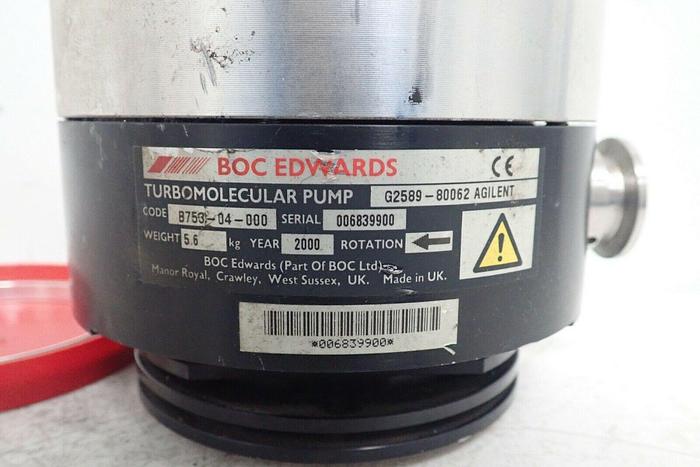 BOC EDWARDS CE
TURBOMOLECULAR PUMP G2589-80062 AGILENT
CODE B753-04-000 SERIAL 006839900
WEIGHT 5.6 kg YEAR 2000 ROTATION
BOC Edwards (Part Of BOC Ltd)
Manor Royal, Crawley, West Sussex, UK. Made in UK.
*006839900*